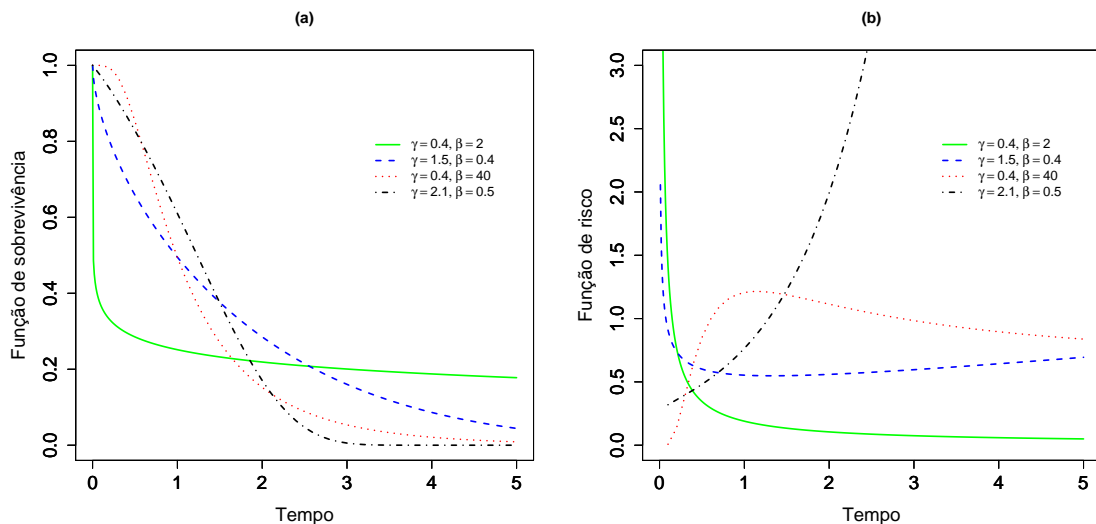 (a)
Função de sobrevivência
1.0
0.8
0.6
0.4
0.2
0.0
γ = 0.4, β = 2
γ = 1.5, β = 0.4
γ = 0.4, β = 40
γ = 2.1, β = 0.5
0 1 2 3 4 5
Tempo
(b)
Função de risco
3.0
2.5
2.0
1.5
1.0
0.5
0.0
γ = 0.4, β = 2
γ = 1.5, β = 0.4
γ = 0.4, β = 40
γ = 2.1, β = 0.5
0 1 2 3 4 5
Tempo